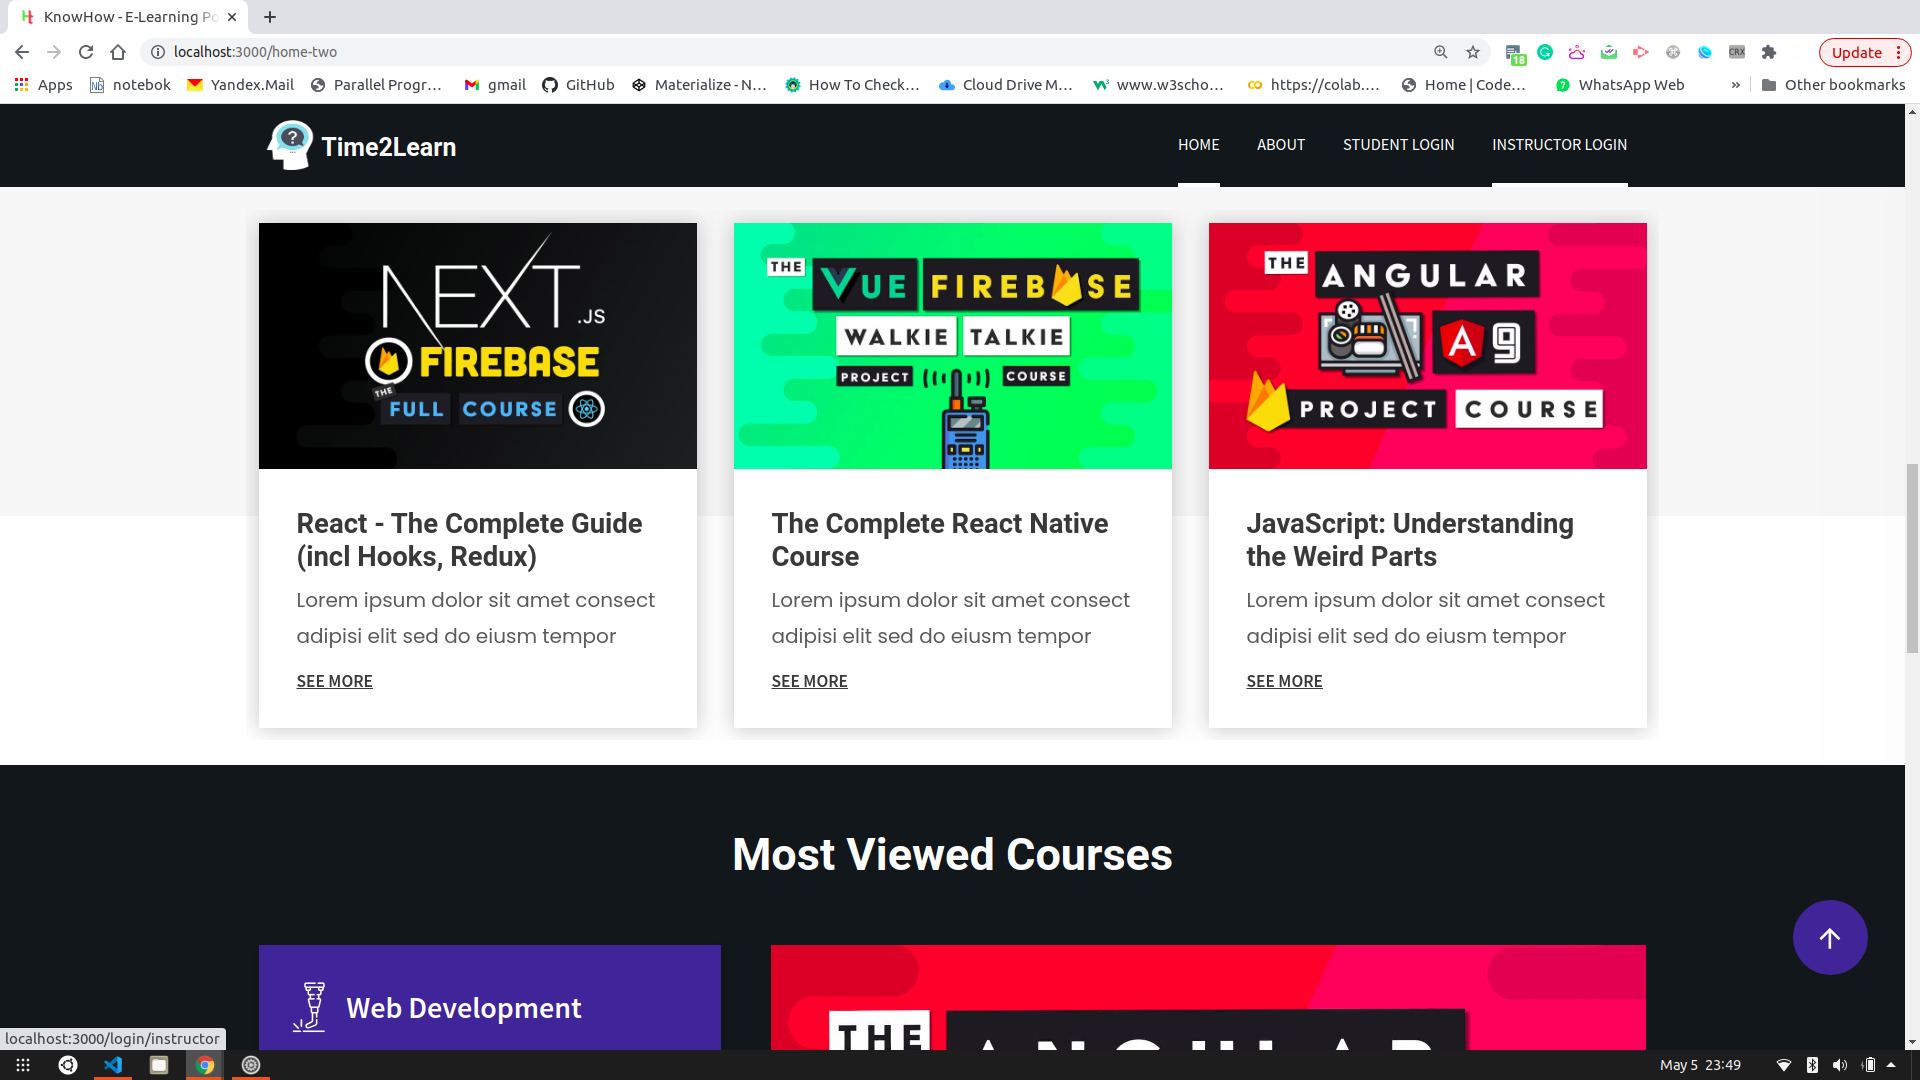 KnowHow - E-Learning Po
localhost:3000/home-two
Update
18
CRX
Apps
notebok
Yandex.Mail
Parallel Progr…
gmail
GitHub
Materialize - N…
How To Check…
Cloud Drive M…
www.w3scho…
https://colab.…
Home | Code…
WhatsApp Web
»
Other bookmarks
Time2Learn
HOME
ABOUT
STUDENT LOGIN
INSTRUCTOR LOGIN
NEXT.JS
FIREBASE
THE
FULL COURSE
THE VUE FIREBASE
WALKIE TALKIE
PROJECT COURSE
THE ANGULAR
A 9
PROJECT COURSE
React - The Complete Guide
(incl Hooks, Redux)
Lorem ipsum dolor sit amet consect
adipisi elit sed do eiusm tempor
SEE MORE
The Complete React Native
Course
Lorem ipsum dolor sit amet consect
adipisi elit sed do eiusm tempor
SEE MORE
JavaScript: Understanding
the Weird Parts
Lorem ipsum dolor sit amet consect
adipisi elit sed do eiusm tempor
SEE MORE
Most Viewed Courses
Web Development
THE ANGULAR
localhost:3000/login/instructor
May 5 23:49